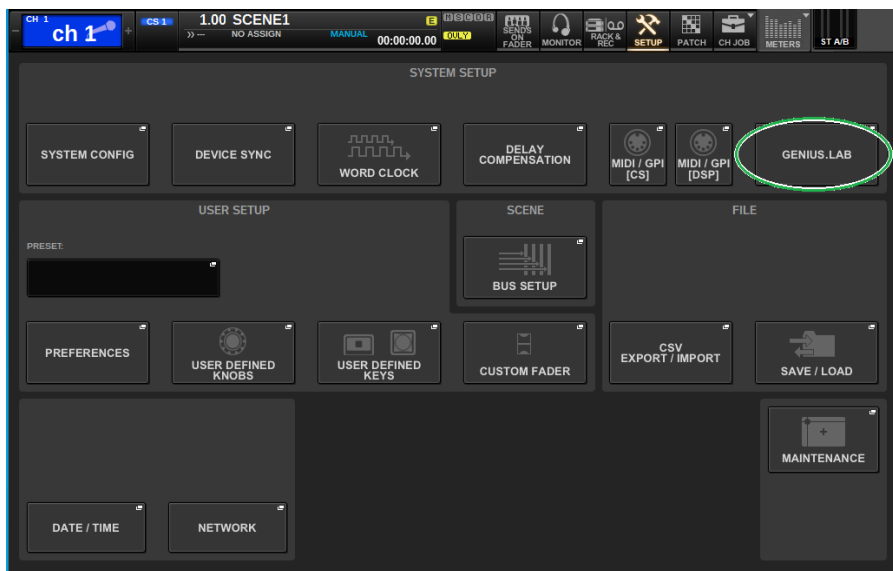 CH 1
ch 1
CS 1
1.00 SCENE1
NO ASSIGN
MANUAL
00:00:00.00
E
A B C D R
OVLY
SENDS
ON
FADER
MONITOR
RACK &
REC
SETUP
PATCH
CH JOB
METERS
ST A/B
SYSTEM SETUP
SYSTEM CONFIG
DEVICE SYNC
WORD CLOCK
DELAY
COMPENSATION
MIDI / GPI
[CS]
MIDI / GPI
[DSP]
GENIUS.LAB
USER SETUP
SCENE
FILE
PRESET:
BUS SETUP
PREFERENCES
USER DEFINED
KNOBS
USER DEFINED
KEYS
CUSTOM FADER
CSV
EXPORT / IMPORT
SAVE / LOAD
MAINTENANCE
DATE / TIME
NETWORK